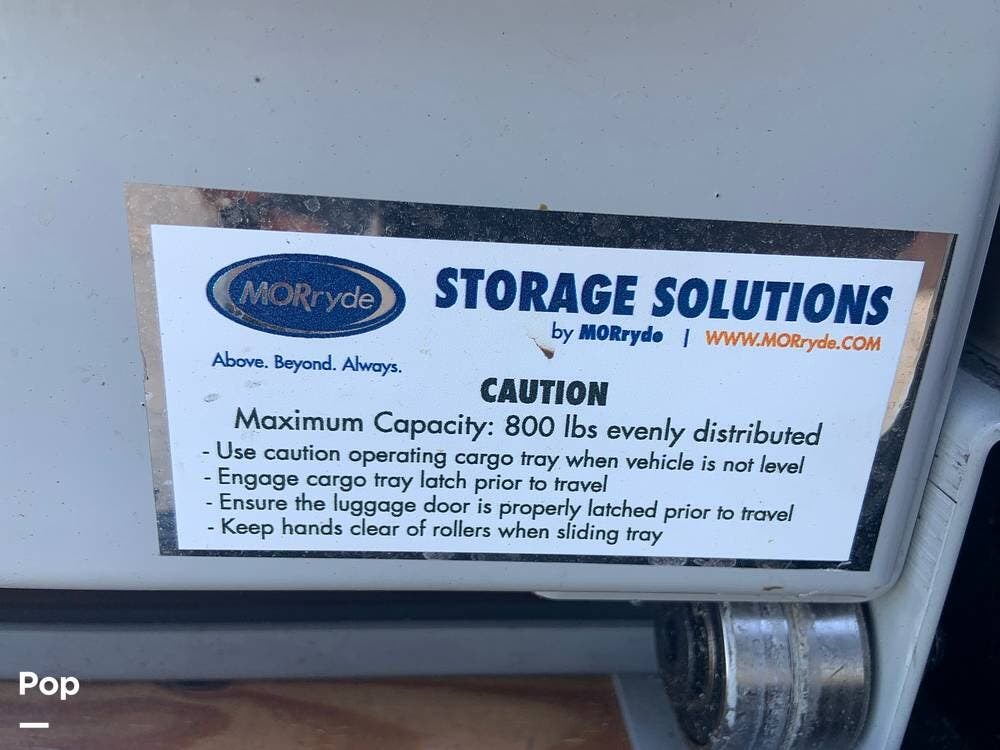 MORryde
STORAGE SOLUTIONS
by MORryde | WWW.MORryde.COM
Above. Beyond. Always.
CAUTION
Maximum Capacity: 800 lbs evenly distributed
- Use caution operating cargo tray when vehicle is not level
- Engage cargo tray latch prior to travel
- Ensure the luggage door is properly latched prior to travel
- Keep hands clear of rollers when sliding tray
Pop